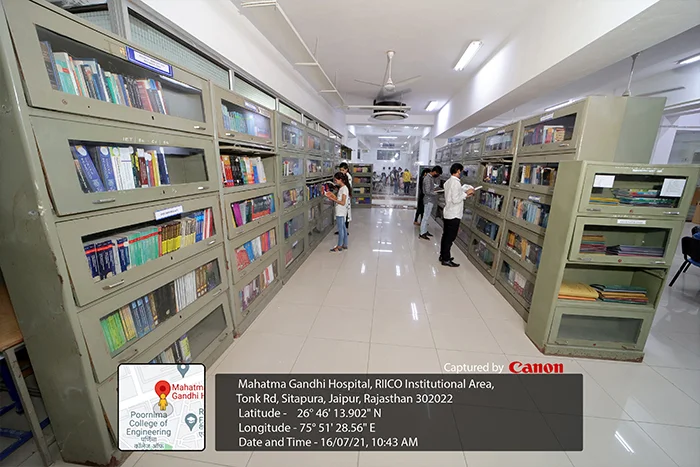 Captured by Canon
Mahatma
Gandhi H
Poornima
College of
Engineering
पूर्णिमा
कॉलेज ऑफ
Mahatma Gandhi Hospital, RIICO Institutional Area,
Tonk Rd, Sitapura, Jaipur, Rajasthan 302022
Latitude - 26° 46' 13.902" N
Longitude - 75° 51' 28.56" E
Date and Time - 16/07/21, 10:43 AM